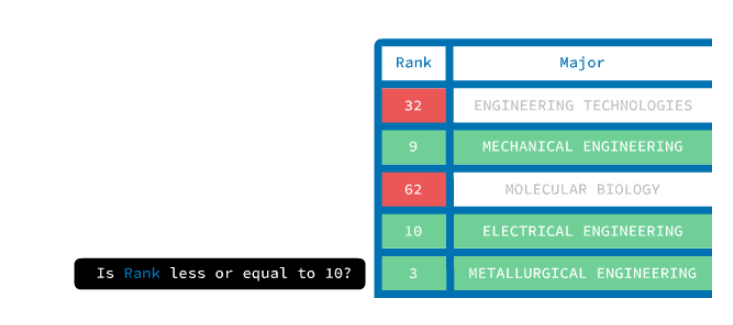 Rank Major
32 ENGINEERING TECHNOLOGIES
9 MECHANICAL ENGINEERING
62 MOLECULAR BIOLOGY
10 ELECTRICAL ENGINEERING
Is Rank less or equal to 10? 3 METALLURGICAL ENGINEERING